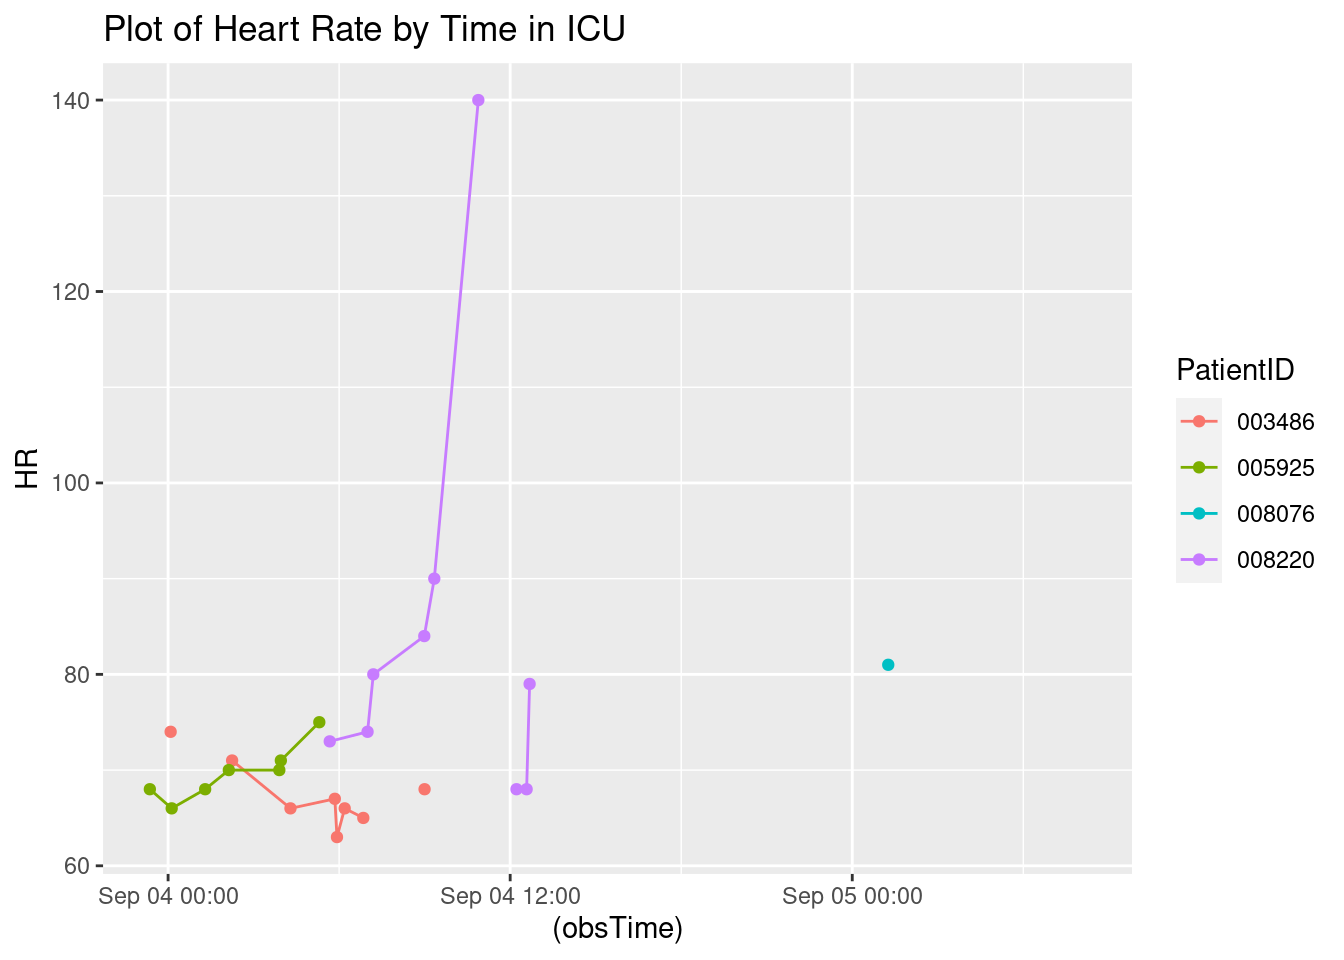 Plot of Heart Rate by Time in ICU
140
120
100
80
60
HR
Sep 04 00:00
Sep 04 12:00
Sep 05 00:00
(obsTime)
PatientID
003486
005925
008076
008220